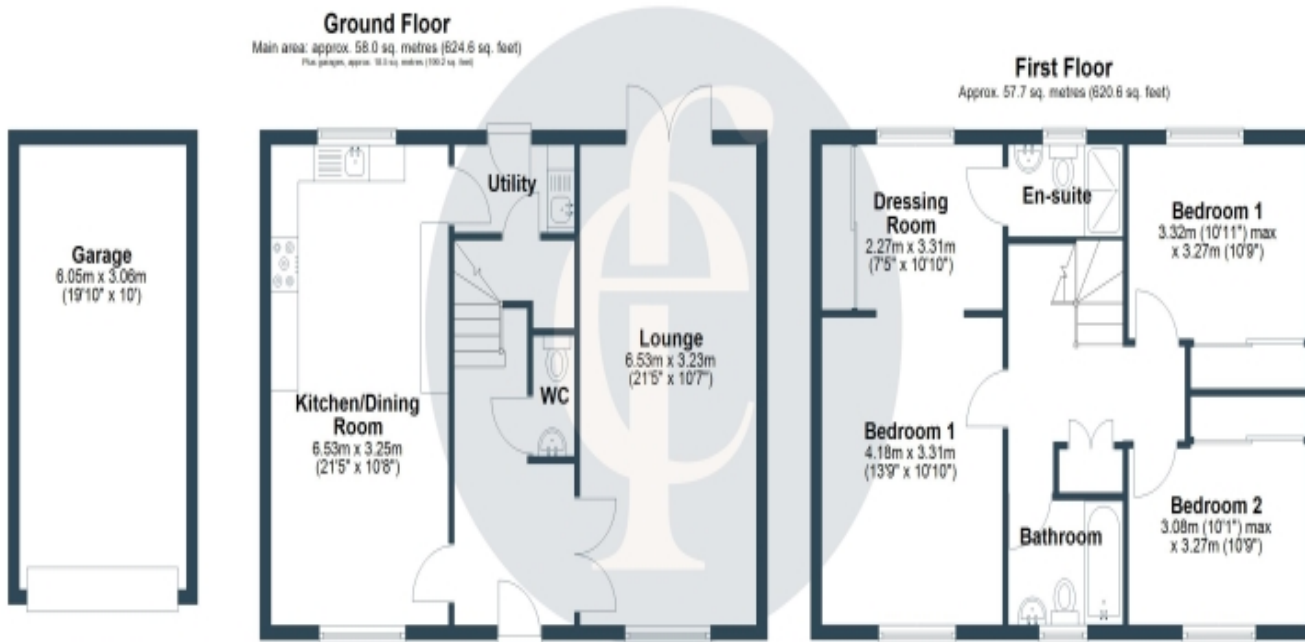 Ground Floor
Main area: approx. 58.0 sq. metres (624.6 sq. feet)
First Floor
Approx. 57.7 sq. metres (620.6 sq. feet)
Garage
6.05m x 3.06m
(19'10" x 10')
Kitchen/Dining
Room
6.53m x 3.25m
(21'5" x 10'8")
Utility
WC
Lounge
6.53m x 3.23m
(21'5" x 10'7")
Dressing
Room
2.27m x 3.31m
(7'5" x 10'10")
En-suite
Bedroom 1
3.32m (10'11") max
x 3.27m (10'9")
Bedroom 1
4.18m x 3.31m
(13'9" x 10'10")
Bathroom
Bedroom 2
3.08m (10'1") max
x 3.27m (10'9")